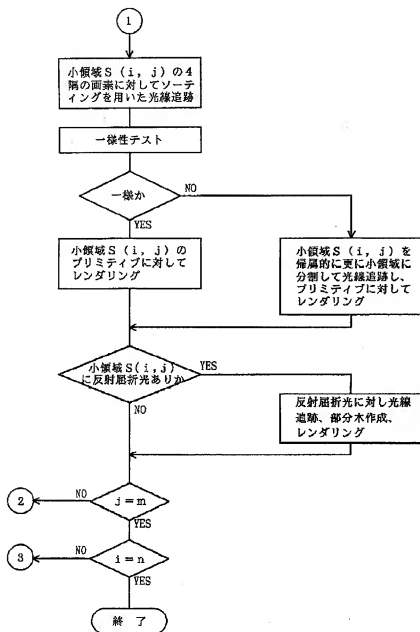 1
小領域S(i,j)の4
隅の画素に対してソーテ
ィングを用いた光線追跡
一様性テスト
一様か
NO
YES
小領域S(i,j)の
プリミティブに対して
レンダリング
小領域S(i,j)を
帰属的に更に小領域に
分割して光線追跡し、
プリミティブに対して
レンダリング
小領域S(i,j)
に反射屈折光ありか
YES
NO
反射屈折光に対し光線
追跡、部分木作成、
レンダリング
2
NO
j=m
YES
3
NO
i=n
YES
終了